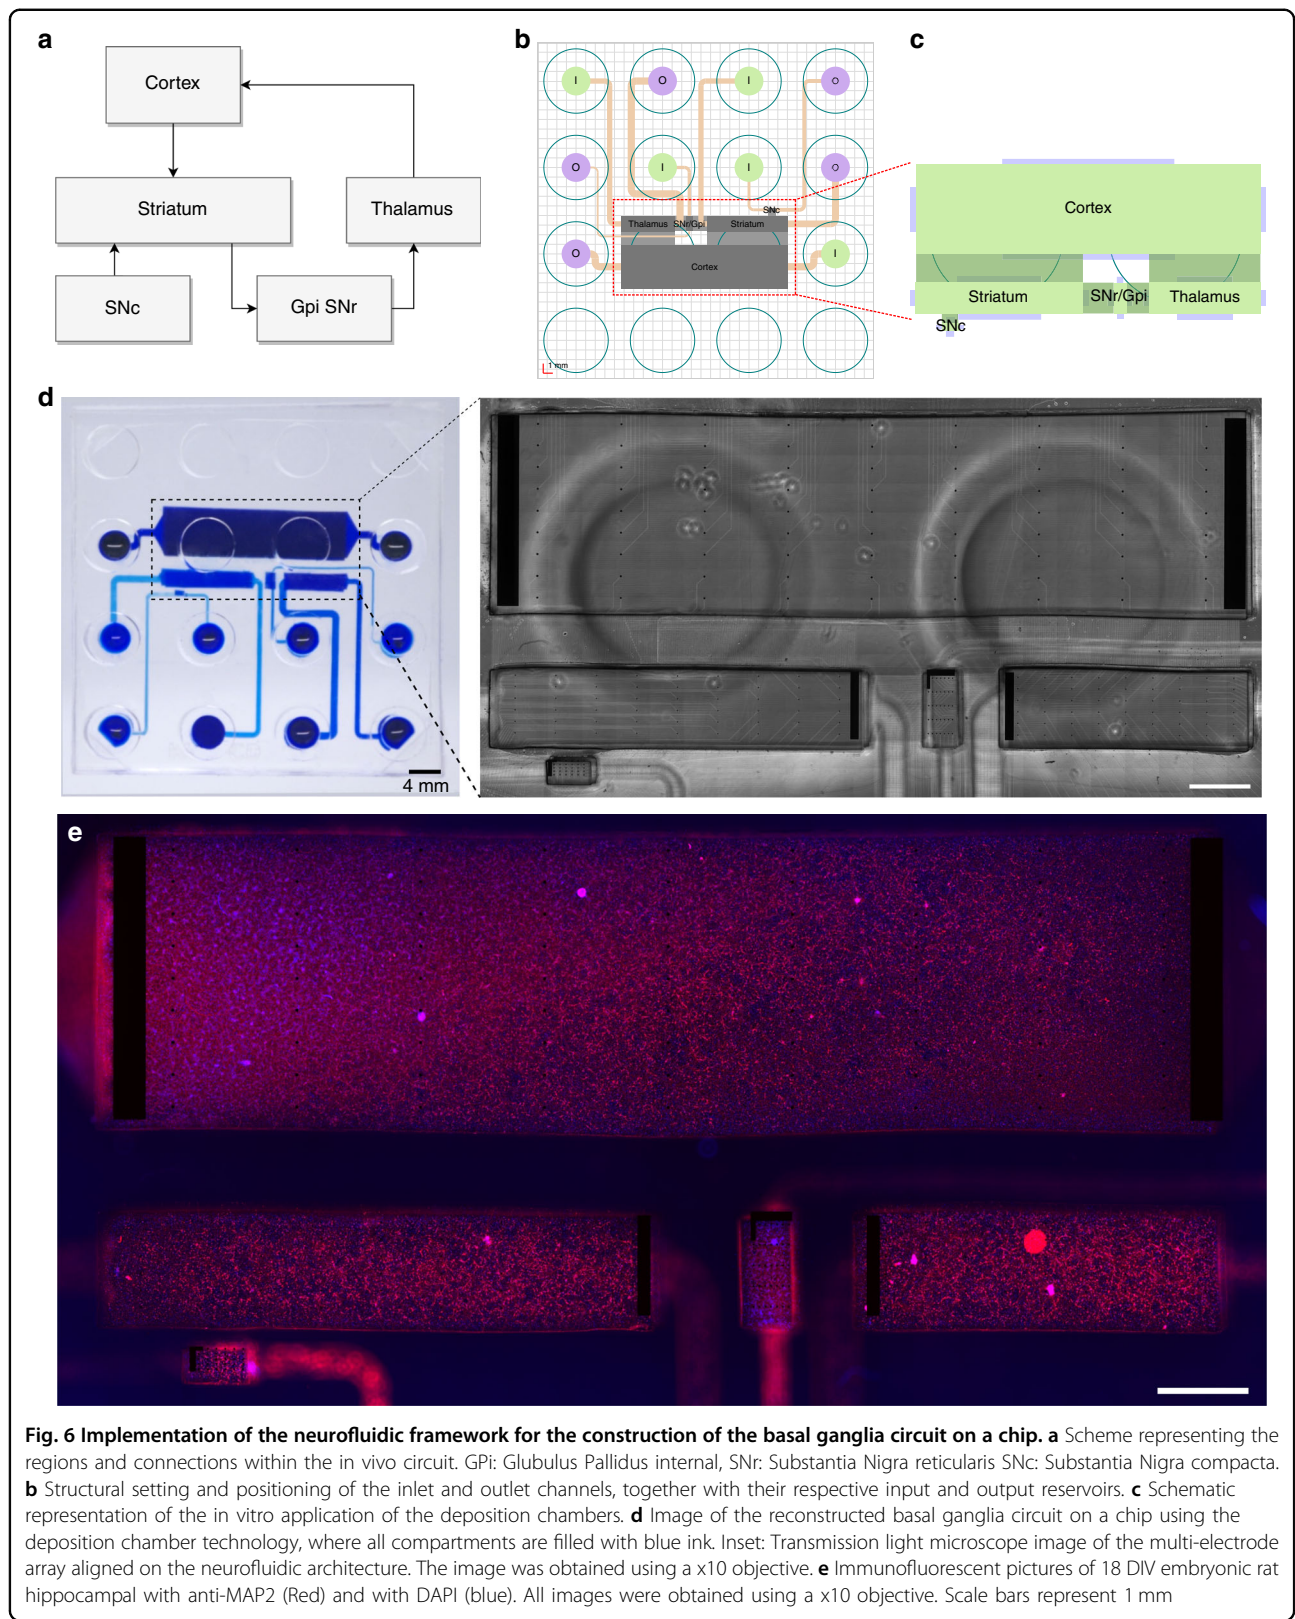 a
Cortex
Striatum
Thalamus
SNc
Gpi SNr
b
I
O
I
O
O
I
I
O
SNc
Thalamus
SNr/Gpi
Striatum
O
Cortex
I
1 mm
c
Cortex
Striatum
SNr/Gpi
Thalamus
SNc
d
4 mm
e
Fig. 6 Implementation of the neurofluidic framework for the construction of the basal ganglia circuit on a chip. a Scheme representing the
regions and connections within the in vivo circuit. GPi: Glubulus Pallidus internal, SNr: Substantia Nigra reticularis SNc: Substantia Nigra compacta.
b Structural setting and positioning of the inlet and outlet channels, together with their respective input and output reservoirs. c Schematic
representation of the in vitro application of the deposition chambers. d Image of the reconstructed basal ganglia circuit on a chip using the
deposition chamber technology, where all compartments are filled with blue ink. Inset: Transmission light microscope image of the multi-electrode
array aligned on the neurofluidic architecture. The image was obtained using a x10 objective. e Immunofluorescent pictures of 18 DIV embryonic rat
hippocampal with anti-MAP2 (Red) and with DAPI (blue). All images were obtained using a x10 objective. Scale bars represent 1 mm